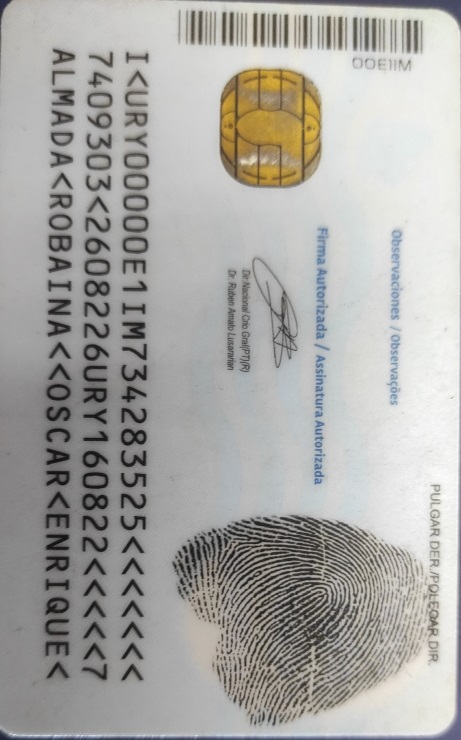 PULGAR DER./POLEGAR DIR.
OOE1IM
Observaciones / Observações
Firma Autorizada / Assinatura Autorizada
Dir.Nacional Crio.Gral(PT)(R)
Dr. Ruben Amato Lusararian
I<URY00000E1IM734283525<<<<<<<
7409303<2608226URY160822<<<<<7
ALMADA<ROBAINA<<OSCAR<ENRIQUE<